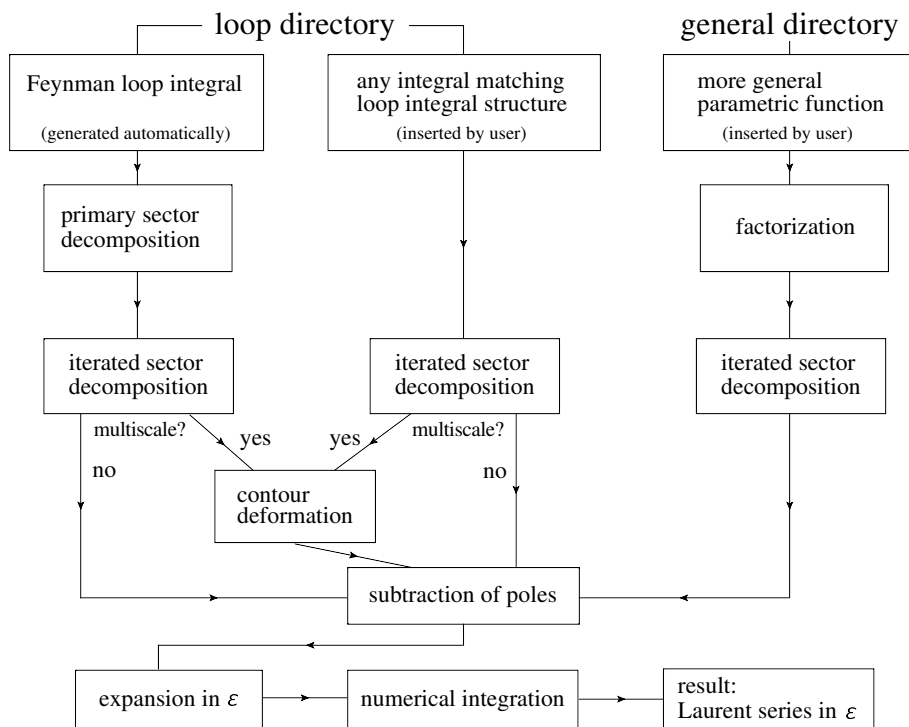 loop directory
general directory
Feynman loop integral
(generated automatically)
any integral matching
loop integral structure
(inserted by user)
more general
parametric function
(inserted by user)
primary sector
decomposition
factorization
iterated sector
decomposition
iterated sector
decomposition
iterated sector
decomposition
multiscale?
yes
yes
multiscale?
no
no
contour
deformation
subtraction of poles
expansion in ε
numerical integration
result:
Laurent series in ε